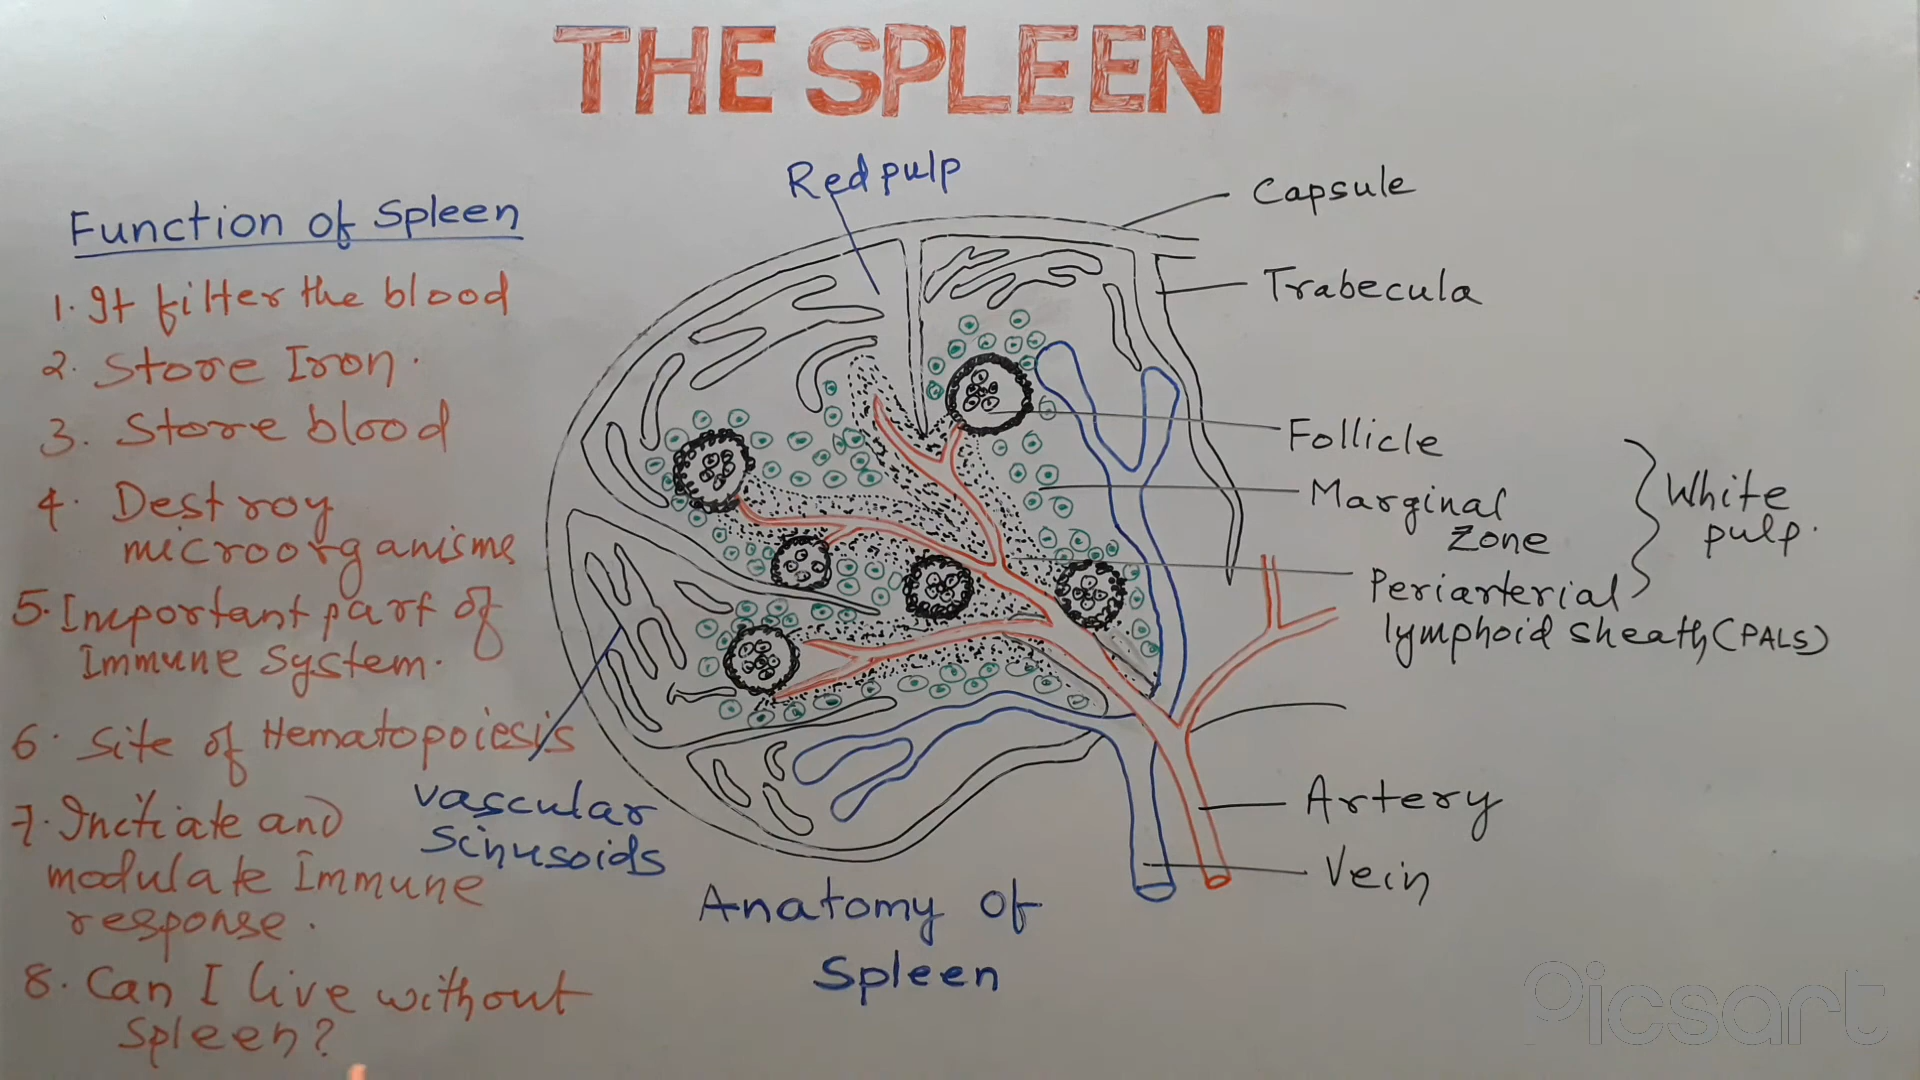 THE SPLEEN
Function of Spleen
1. It filter the blood
2. Store Iron.
3. Store blood
4. Destroy
microorganisms
5. Important part of
Immune System.
6. Site of Hematopoiesis
7. Initiate and
modulate Immune
response.
8. Can I live without
Spleen?
Red pulp
Capsule
Trabecula
Follicle
Marginal
Zone
Periarterial
lymphoid sheath (PALS)
White
pulp.
Artery
Vein
vascular
Sinusoids
Anatomy of
Spleen
Picsart